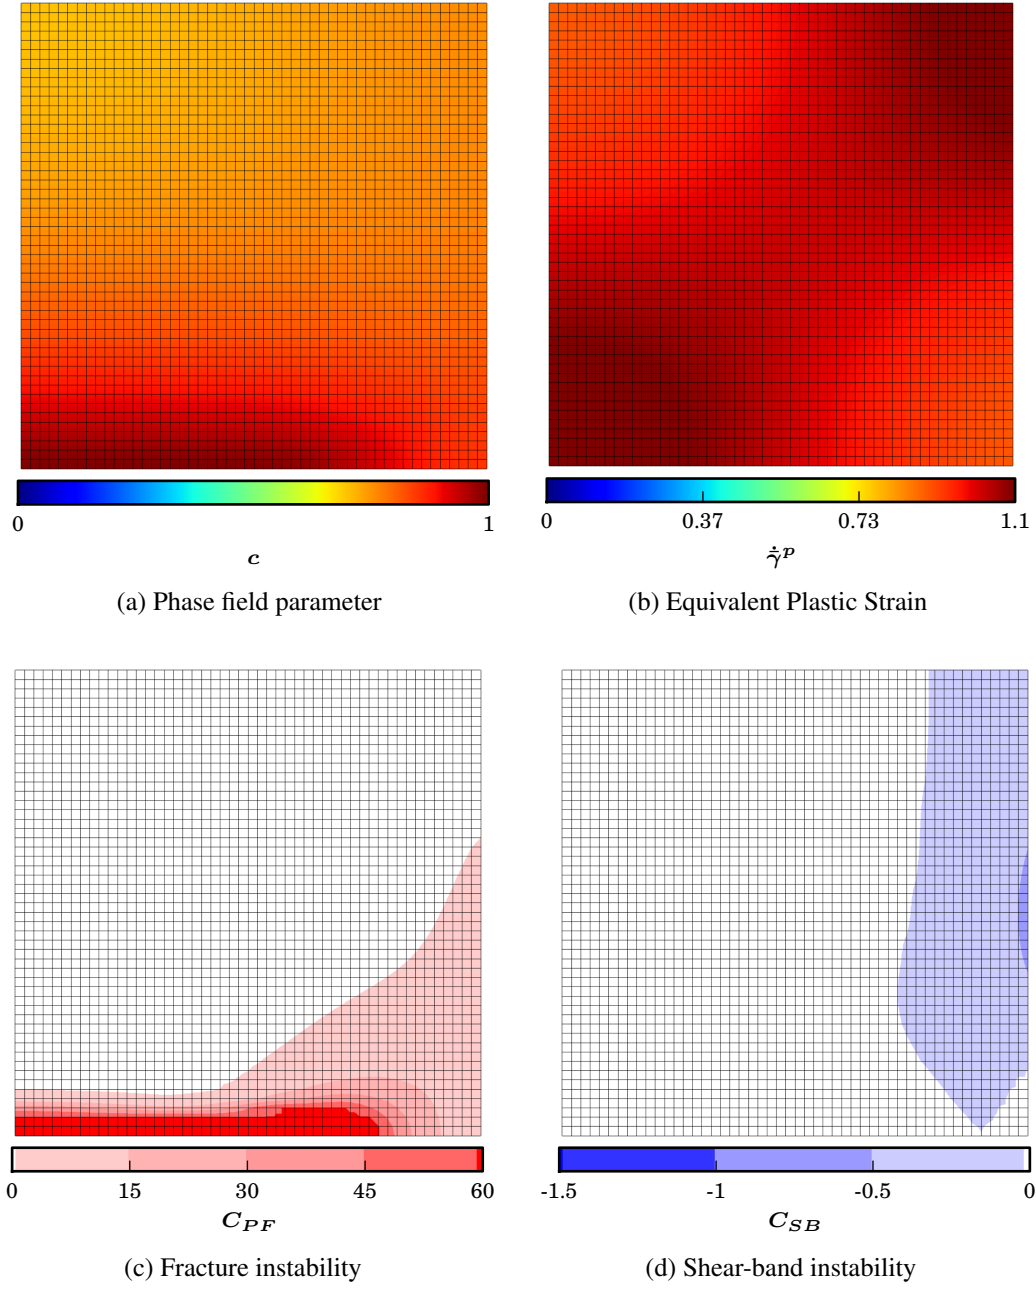 0 1
c
(a) Phase field parameter
0 0.37 0.73 1.1
γ̇̄ᵖ
(b) Equivalent Plastic Strain
0 15 30 45 60
C_PF
(c) Fracture instability
-1.5 -1 -0.5 0
C_SB
(d) Shear-band instability